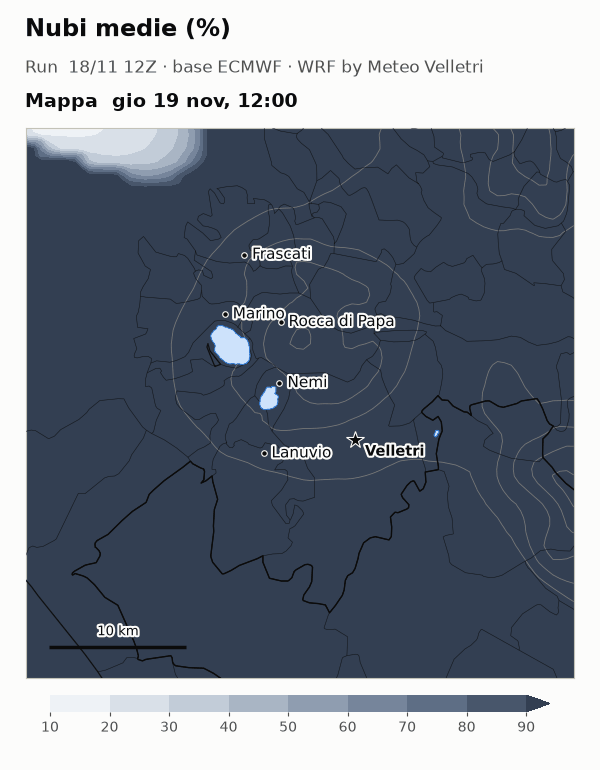 Nubi medie (%)
Run 18/11 12Z · base ECMWF · WRF by Meteo Velletri
Mappa gio 19 nov, 12:00
Frascati
Marino
Rocca di Papa
Nemi
Velletri
Lanuvio
10 km
10 20 30 40 50 60 70 80 90